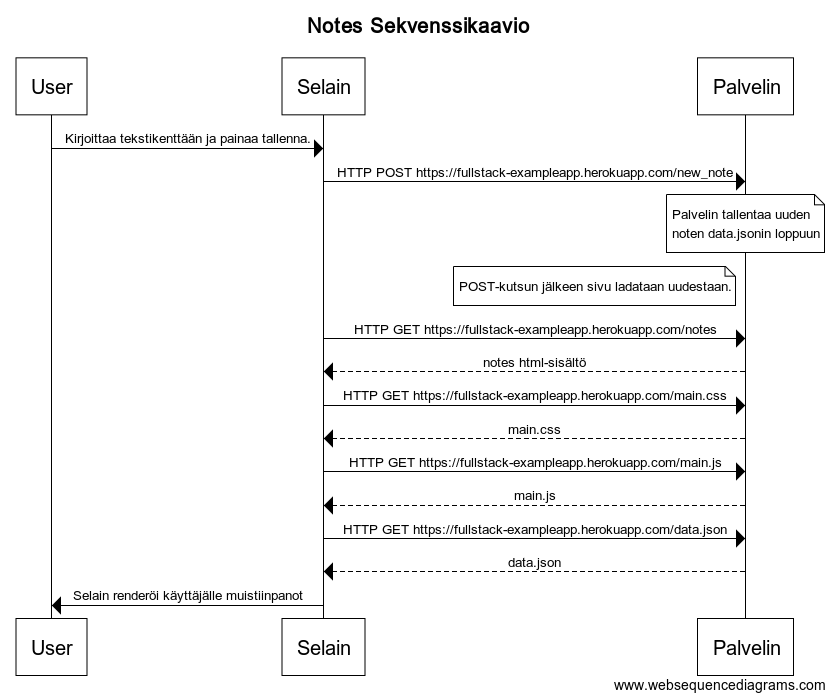 Notes Sekvenssikaavio
User
Selain
Palvelin
Kirjoittaa tekstikenttään ja painaa tallenna.
HTTP POST https://fullstack-exampleapp.herokuapp.com/new_note
Palvelin tallentaa uuden
noten data.jsonin loppuun
POST-kutsun jälkeen sivu ladataan uudestaan.
HTTP GET https://fullstack-exampleapp.herokuapp.com/notes
notes html-sisältö
HTTP GET https://fullstack-exampleapp.herokuapp.com/main.css
main.css
HTTP GET https://fullstack-exampleapp.herokuapp.com/main.js
main.js
HTTP GET https://fullstack-exampleapp.herokuapp.com/data.json
data.json
Selain renderöi käyttäjälle muistiinpanot
User
Selain
Palvelin
www.websequencediagrams.com